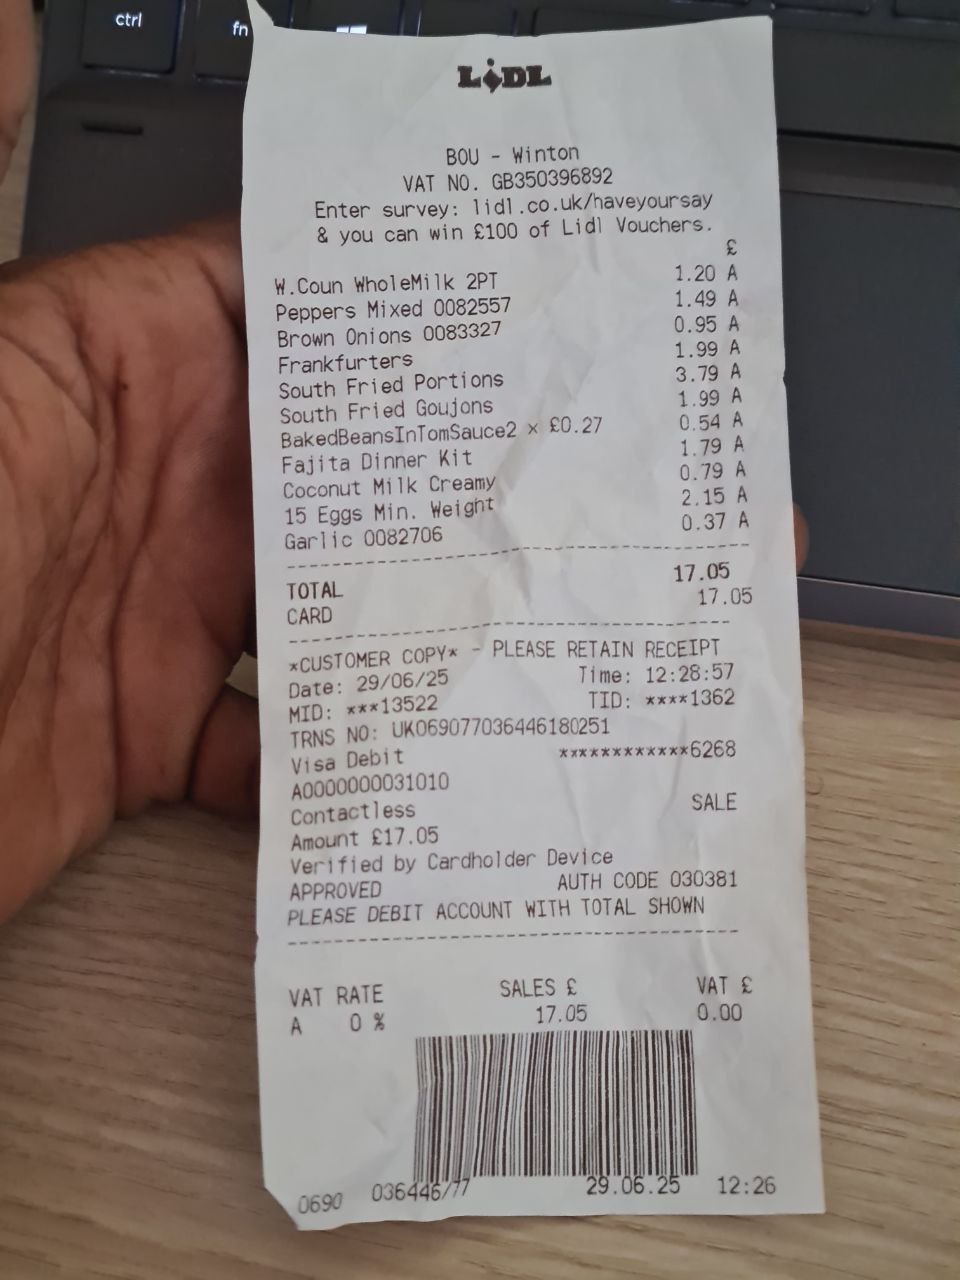 ctrl
fn
LIDL
BOU - Winton
VAT NO. GB350396892
Enter survey: lidl.co.uk/haveyoursay
& you can win £100 of Lidl Vouchers.
£
W.Coun WholeMilk 2PT 1.20 A
Peppers Mixed 0082557 1.49 A
Brown Onions 0083327 0.95 A
Frankfurters 1.99 A
South Fried Portions 3.79 A
South Fried Goujons 1.99 A
BakedBeansInTomSauce2 x £0.27 0.54 A
Fajita Dinner Kit 1.79 A
Coconut Milk Creamy 0.79 A
15 Eggs Min. Weight 2.15 A
Garlic 0082706 0.37 A
TOTAL 17.05
CARD 17.05
*CUSTOMER COPY* - PLEASE RETAIN RECEIPT
Date: 29/06/25 Time: 12:28:57
MID: ***13522 TID: ****1362
TRNS NO: UK069077036446180251
Visa Debit ************6268
A0000000031010
Contactless SALE
Amount £17.05
Verified by Cardholder Device
APPROVED AUTH CODE 030381
PLEASE DEBIT ACCOUNT WITH TOTAL SHOWN
VAT RATE SALES £ VAT £
A 0 % 17.05 0.00
0690 036446/77 29.06.25 12:26